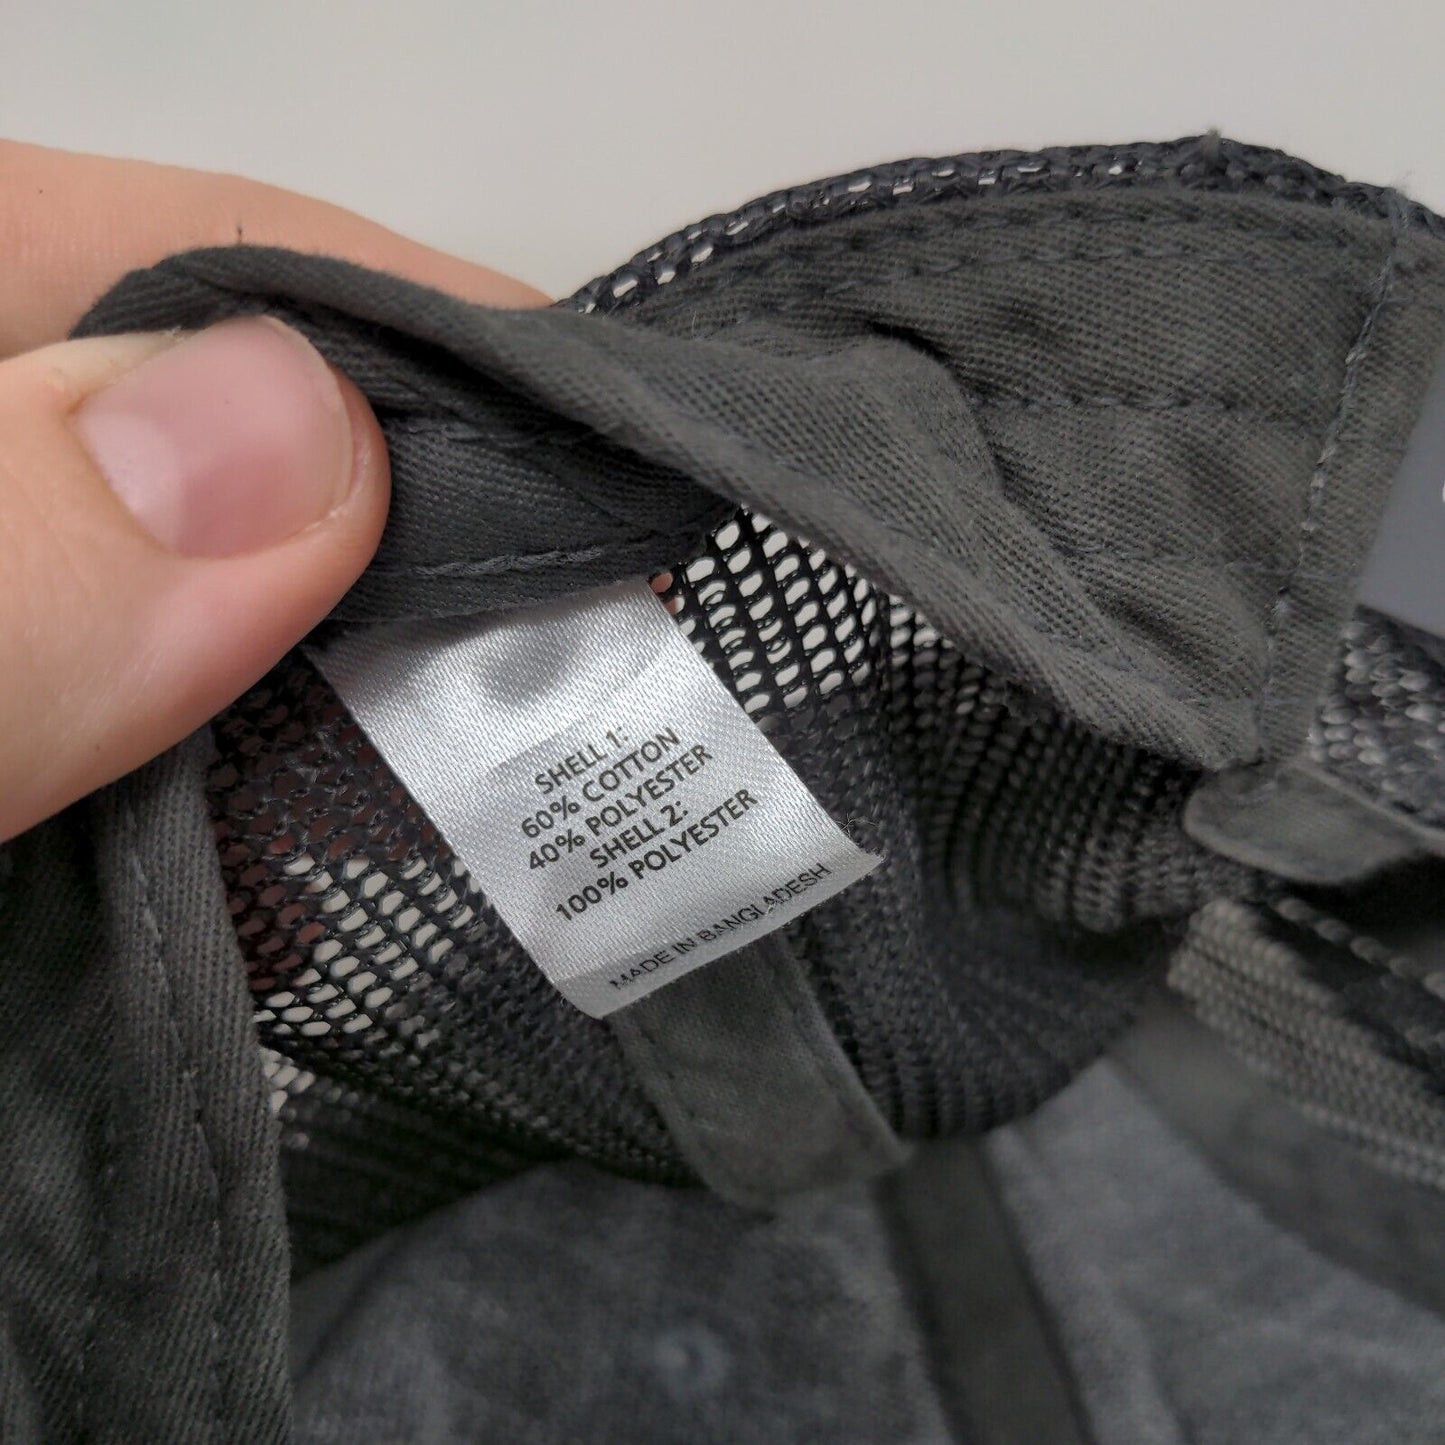 SHELL 1:
60% COTTON
40% POLYESTER
SHELL 2:
100% POLYESTER
MADE IN BANGLADESH